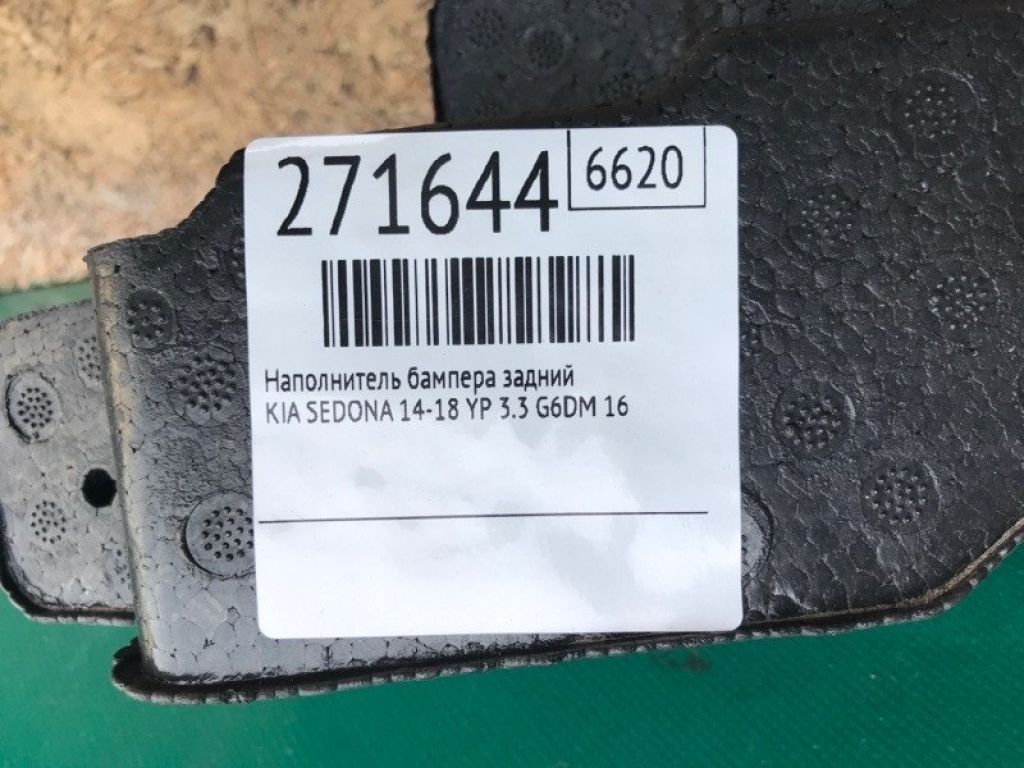 271644
6620
Наполнитель бампера задний
KIA SEDONA 14-18 YP 3.3 G6DM 16